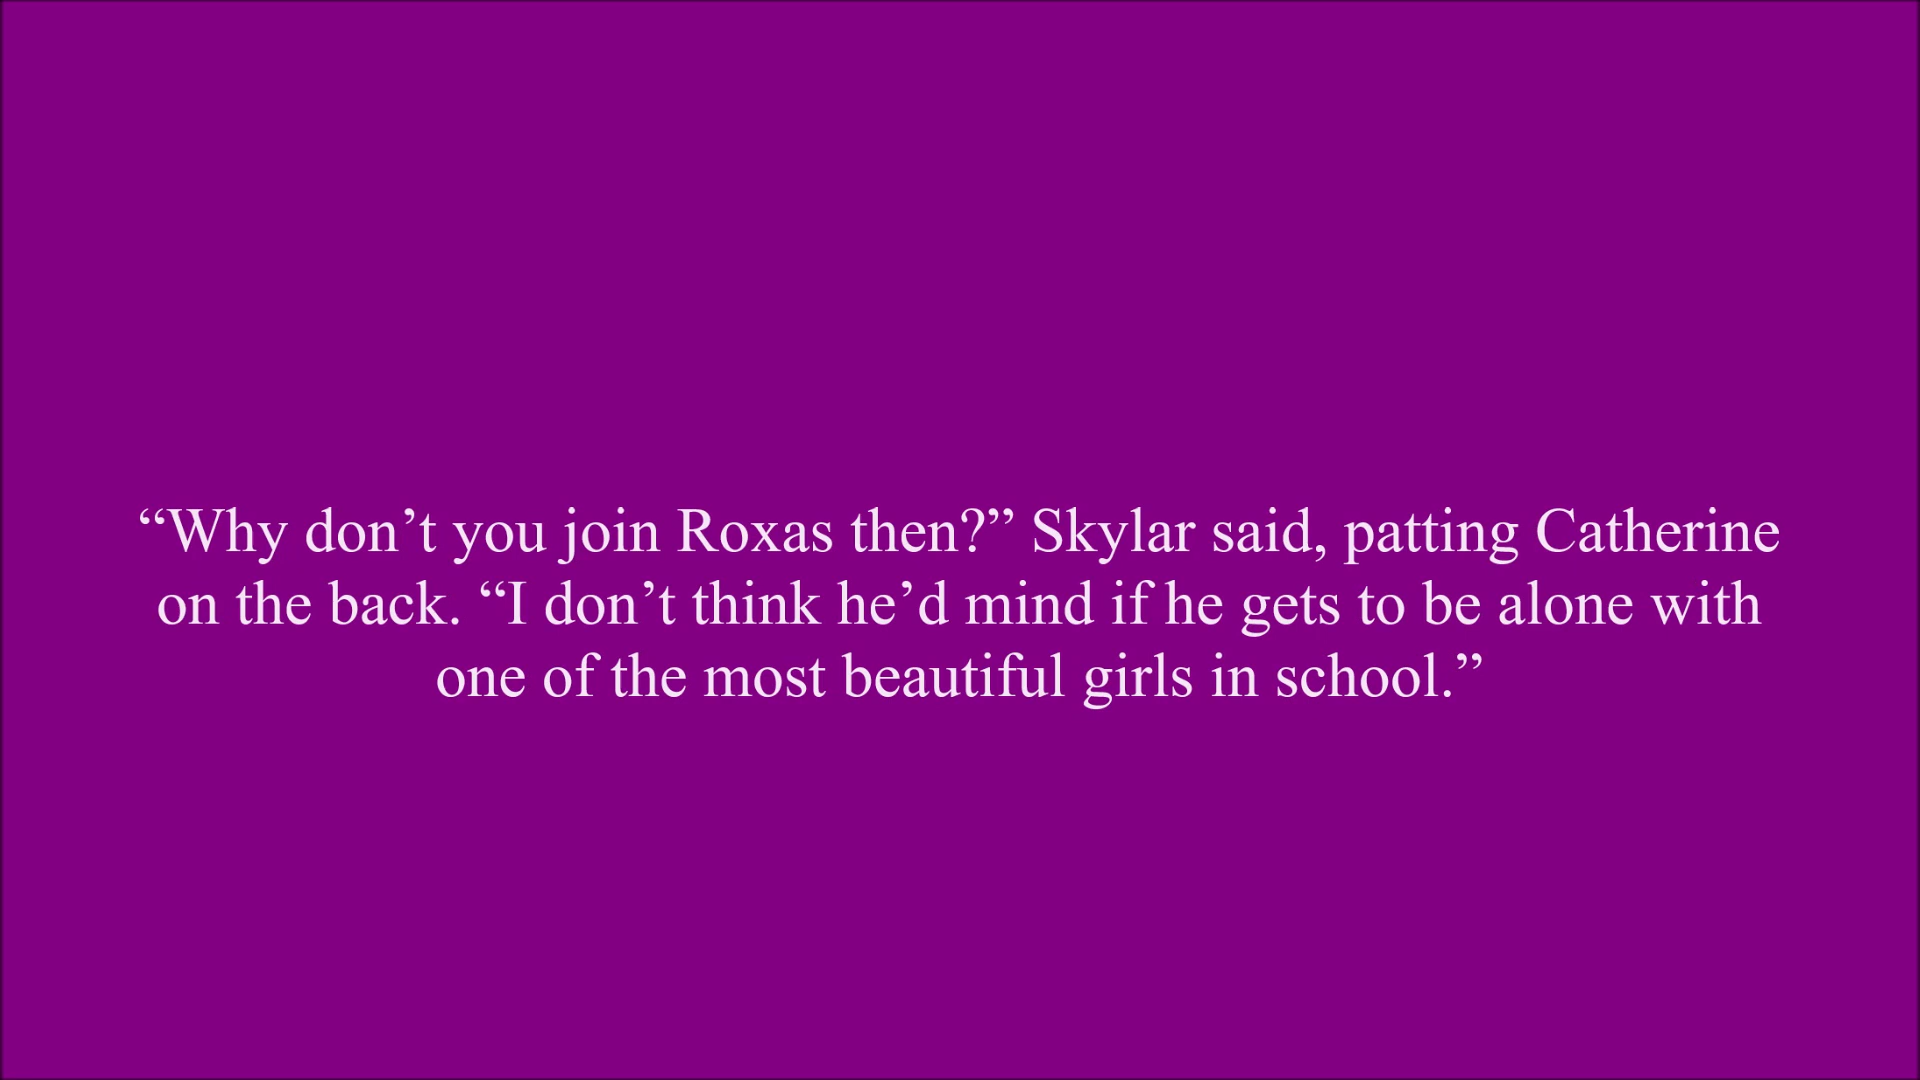 “Why don’t you join Roxas then?” Skylar said, patting Catherine
on the back. “I don’t think he’d mind if he gets to be alone with
one of the most beautiful girls in school.”